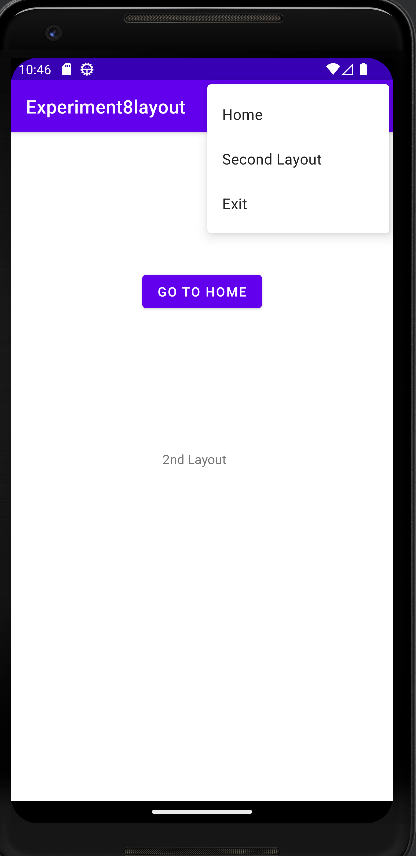 10:46
Experiment8layout
Home
Second Layout
Exit
GO TO HOME
2nd Layout